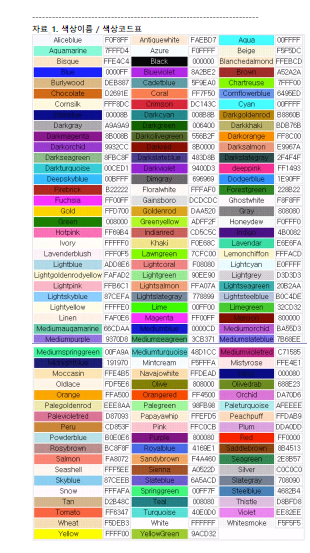 자료 1. 색상이름 / 색상코드표
Aliceblue F0F8FF Antiquewhite FAEBD7 Aqua 00FFFF
Aquamarine 7FFFD4 Azure F0FFFF Beige F5F5DC
Bisque FFE4C4 Black 000000 Blanchedalmond FFEBCD
Blue 0000FF Blueviolet 8A2BE2 Brown A52A2A
Burlywood DEB887 Cadetblue 5F9EA0 Chartreuse 7FFF00
Chocolate D2691E Coral FF7F50 Cornflowerblue 6495ED
Cornsilk FFF8DC Crimson DC143C Cyan 00FFFF
00008B Darkcyan 008B8B Darkgoldenrod B8860B
Darkgray A9A9A9 Darkgreen 006400 Darkkhaki BDB76B
Darkmagenta 8B008B Darkolivegreen 556B2F Darkorange FF8C00
Darkorchid 9932CC Darkred 8B0000 Darksalmon E9967A
Darkseagreen 8FBC8F Darkslateblue 483D8B Darkslategray 2F4F4F
Darkturquoise 00CED1 Darkviolet 9400D3 deeppink FF1493
Deepskyblue 00BFFF Dimgray 696969 Dodgerblue 1E90FF
Firebrick B22222 Floralwhite FFFAF0 Forestgreen 228B22
Fuchsia FF00FF Gainsboro DCDCDC Ghostwhite F8F8FF
Gold FFD700 Goldenrod DAA520 Gray 808080
Green 008000 Greenyellow ADFF2F Honeydew F0FFF0
Hotpink FF69B4 Indianred CD5C5C Indigo 4B0082
Ivory FFFFF0 Khaki F0E68C Lavendar E6E6FA
Lavenderblush FFF0F5 Lawngreen 7CFC00 Lemonchiffon FFFACD
Lightblue ADD8E6 Lightcoral F08080 Lightcyan E0FFFF
Lightgoldenrodyellow FAFAD2 Lightgreen 90EE90 Lightgrey D3D3D3
Lightpink FFB6C1 Lightsalmon FFA07A Lightseagreen 20B2AA
Lightskyblue 87CEFA Lightslategray 778899 Lightsteelblue B0C4DE
Lightyellow FFFFE0 Lime 00FF00 Limegreen 32CD32
Linen FAF0E6 Magenta FF00FF 800000
Mediumaquamarine 66CDAA Mediumblue 0000CD Mediumorchid BA55D3
Mediumpurple 9370D8 Mediumseagreen 3CB371 Mediumslateblue 7B68EE
Mediumspringgreen 00FA9A Mediumturquoise 48D1CC Mediumvioletred C71585
191970 Mintcream F5FFFA Mistyrose FFE4E1
Moccasin FFE4B5 Navajowhite FFDEAD 000080
Oldlace FDF5E6 Olive 808000 Olivedrab 688E23
Orange FFA500 Orangered FF4500 Orchid DA70D6
Palegoldenrod EEE8AA Palegreen 98FB98 Paleturquoise AFEEEE
Palevioletred D87093 Papayawhip FFEFD5 Peachpuff FFDAB9
Peru CD853F Pink FFC0CB Plum DDA0DD
Powderblue B0E0E6 Purple 800080 Red FF0000
Rosybrown BC8F8F Royalblue 4169E1 Saddlebrown 8B4513
Salmon FA8072 Sandybrown F4A460 Seagreen 2E8B57
Seashell FFF5EE Sienna A0522D Silver C0C0C0
Skyblue 87CEEB Slateblue 6A5ACD Slategray 708090
Snow FFFAFA Springgreen 00FF7F Steelblue 4682B4
Tan D2B48C Teal 008080 Thistle D8BFD8
Tomato FF6347 Turquoise 40E0D0 Violet EE82EE
Wheat F5DEB3 White FFFFFF Whitesmoke F5F5F5
Yellow FFFF00 YellowGreen 9ACD32